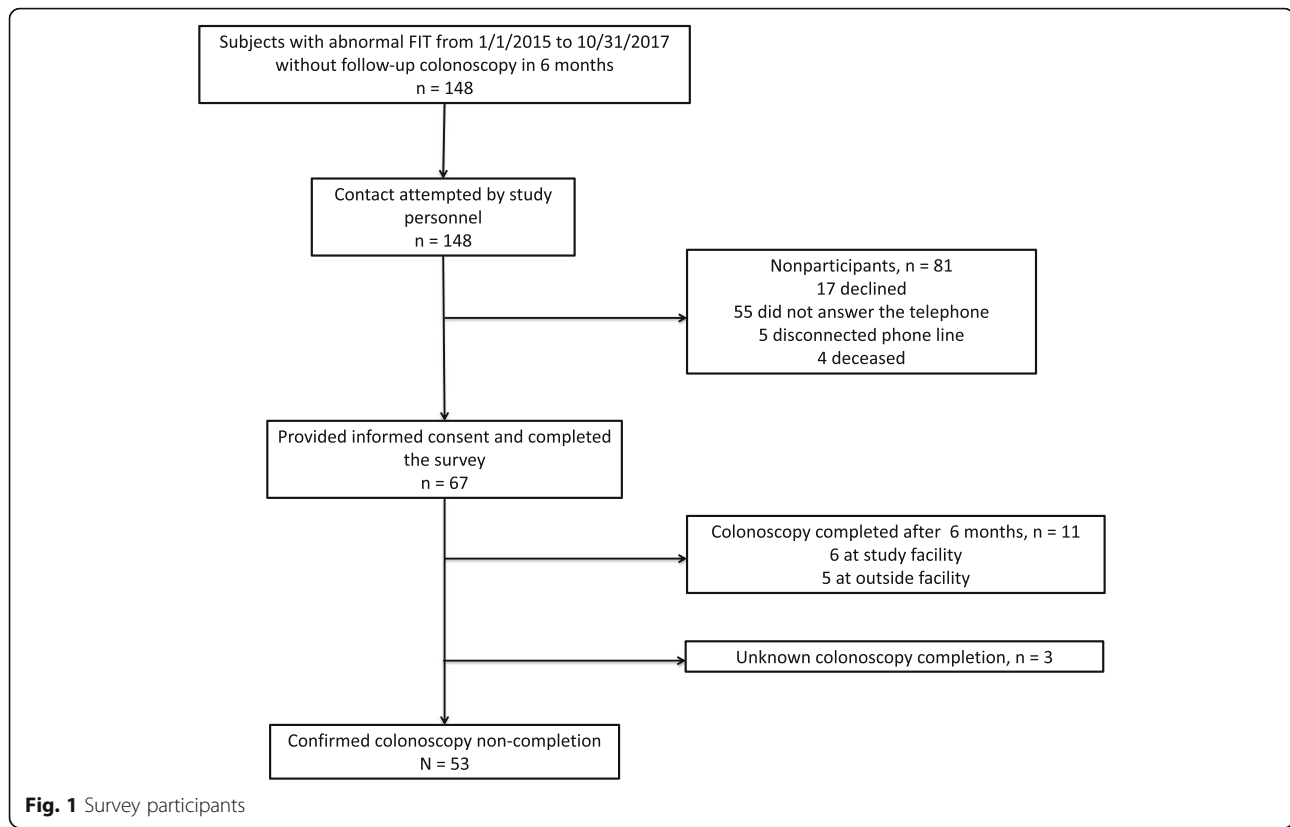 Subjects with abnormal FIT from 1/1/2015 to 10/31/2017
without follow-up colonoscopy in 6 months
n = 148
Contact attempted by study
personnel
n = 148
Nonparticipants, n = 81
17 declined
55 did not answer the telephone
5 disconnected phone line
4 deceased
Provided informed consent and completed
the survey
n = 67
Colonoscopy completed after 6 months, n = 11
6 at study facility
5 at outside facility
Unknown colonoscopy completion, n = 3
Confirmed colonoscopy non-completion
N = 53
Fig. 1 Survey participants